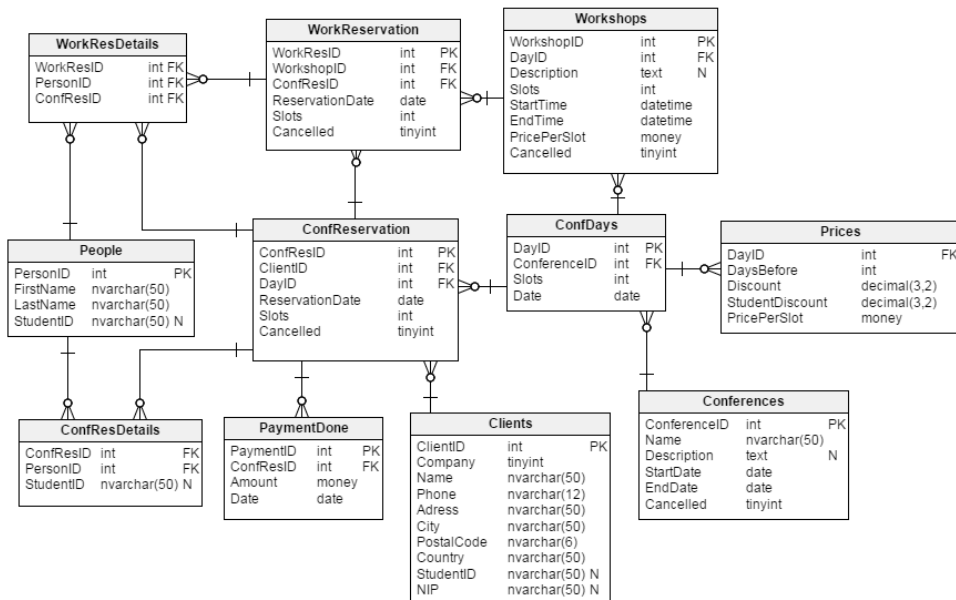 WorkResDetails
WorkResID int FK
PersonID int FK
ConfResID int FK
WorkReservation
WorkResID int PK
WorkshopID int FK
ConfResID int FK
ReservationDate date
Slots int
Cancelled tinyint
Workshops
WorkshopID int PK
DayID int FK
Description text N
Slots int
StartTime datetime
EndTime datetime
PricePerSlot money
Cancelled tinyint
People
PersonID int PK
FirstName nvarchar(50)
LastName nvarchar(50)
StudentID nvarchar(50) N
ConfReservation
ConfResID int PK
ClientID int FK
DayID int FK
ReservationDate date
Slots int
Cancelled tinyint
ConfDays
DayID int PK
ConferenceID int FK
Slots int
Date date
Prices
DayID int FK
DaysBefore int
Discount decimal(3,2)
StudentDiscount decimal(3,2)
PricePerSlot money
ConfResDetails
ConfResID int FK
PersonID int FK
StudentID nvarchar(50) N
PaymentDone
PaymentID int PK
ConfResID int FK
Amount money
Date date
Clients
ClientID int PK
Company tinyint
Name nvarchar(50)
Phone nvarchar(12)
Adress nvarchar(50)
City nvarchar(50)
PostalCode nvarchar(6)
Country nvarchar(50)
StudentID nvarchar(50) N
NIP nvarchar(50) N
Conferences
ConferenceID int PK
Name nvarchar(50)
Description text N
StartDate date
EndDate date
Cancelled tinyint